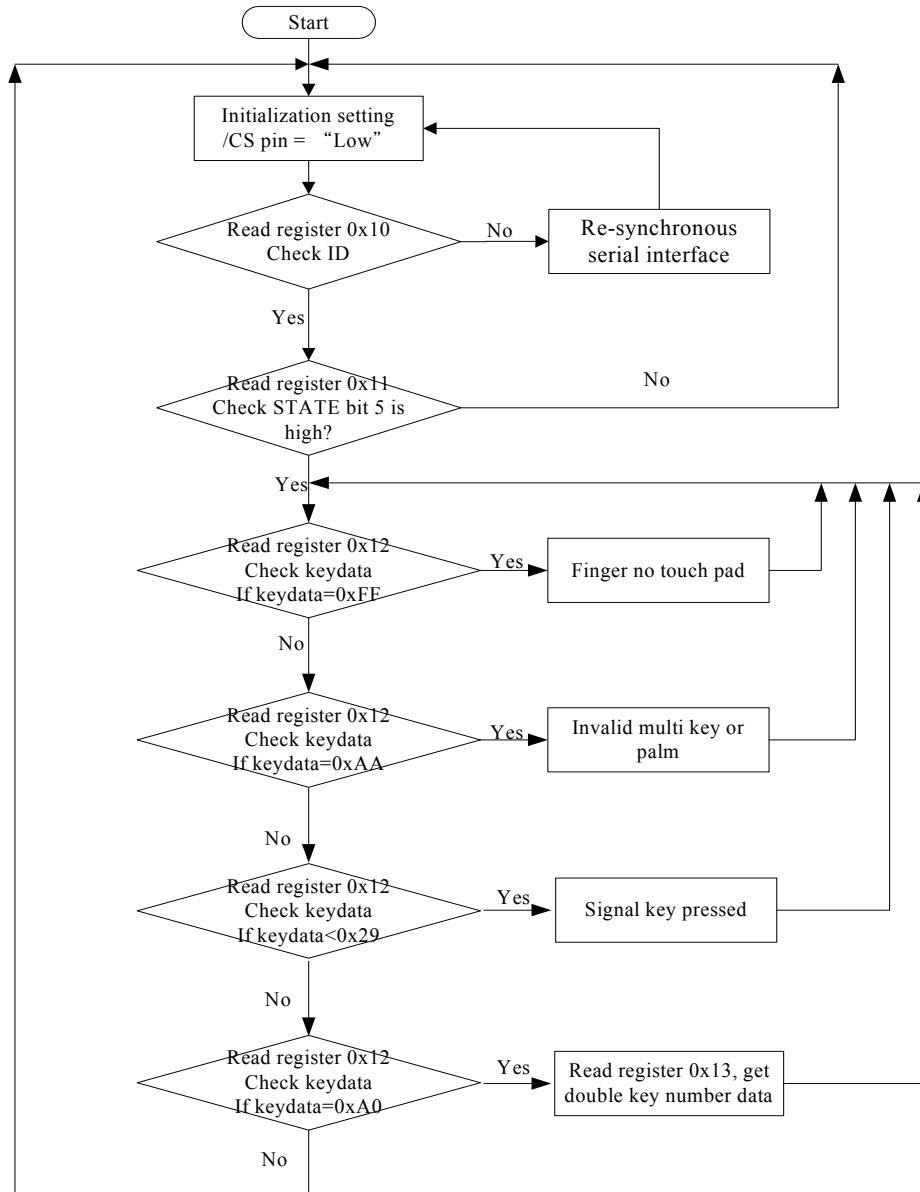 Start
Initialization setting
/CS pin = “Low”
Read register 0x10
Check ID
No
Re-synchronous
serial interface
Yes
Read register 0x11
Check STATE bit 5 is
high?
No
Yes
Read register 0x12
Check keydata
If keydata=0xFF
Yes
Finger no touch pad
No
Read register 0x12
Check keydata
If keydata=0xAA
Yes
Invalid multi key or
palm
No
Read register 0x12
Check keydata
If keydata<0x29
Yes
Signal key pressed
No
Read register 0x12
Check keydata
If keydata=0xA0
Yes
Read register 0x13, get
double key number data
No